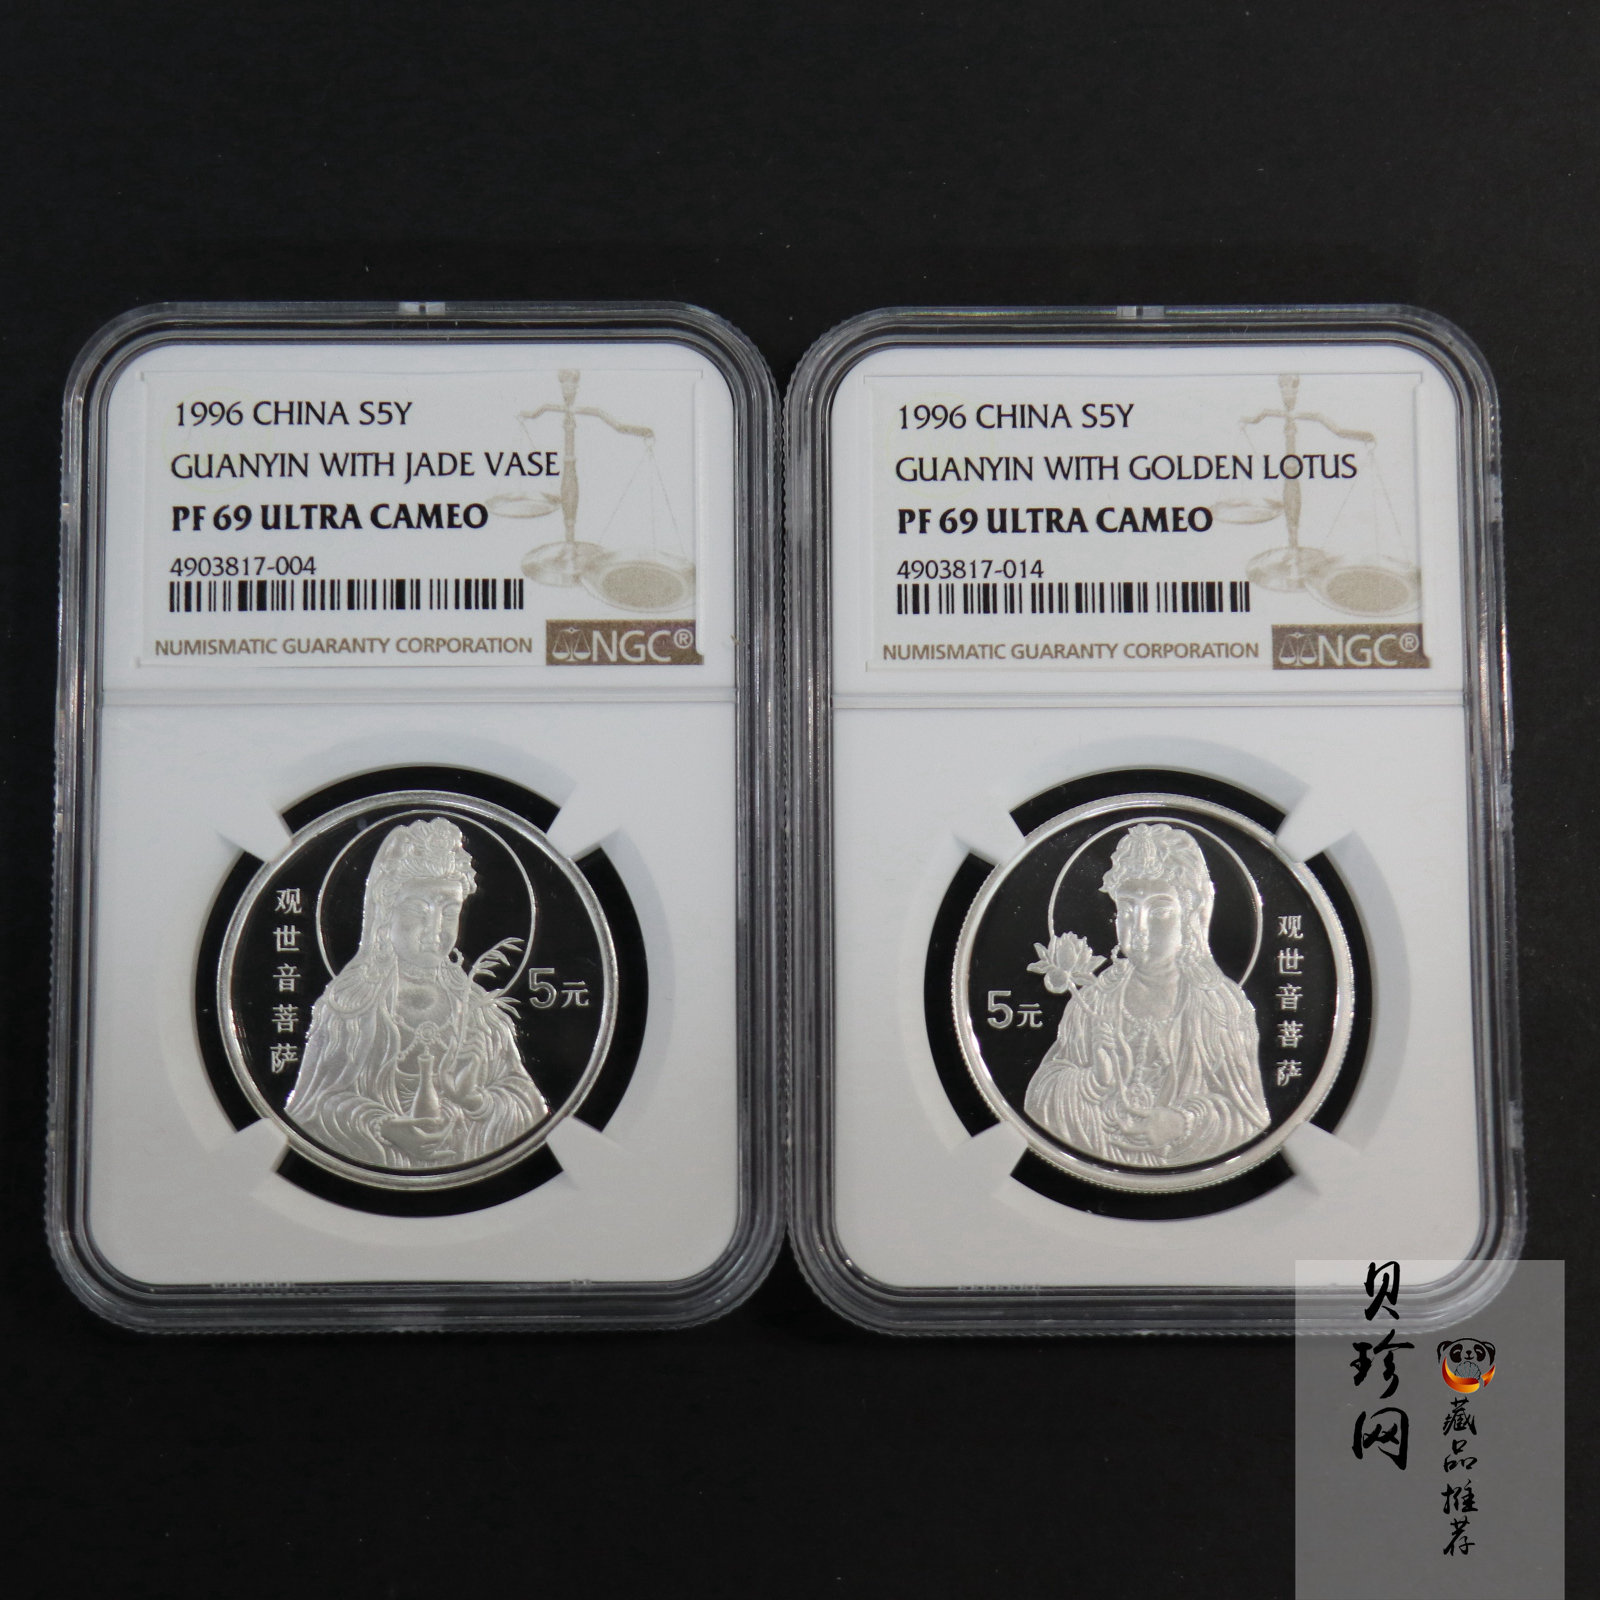 1996 CHINA S5Y
GUANYIN WITH JADE VASE
PF 69 ULTRA CAMEO
4903817-004
NUMISMATIC GUARANTY CORPORATION
NGC®
观世音菩萨
5元
1996 CHINA S5Y
GUANYIN WITH GOLDEN LOTUS
PF 69 ULTRA CAMEO
4903817-014
NUMISMATIC GUARANTY CORPORATION
NGC®
5元
观世音菩萨
贝珍网
藏品推荐